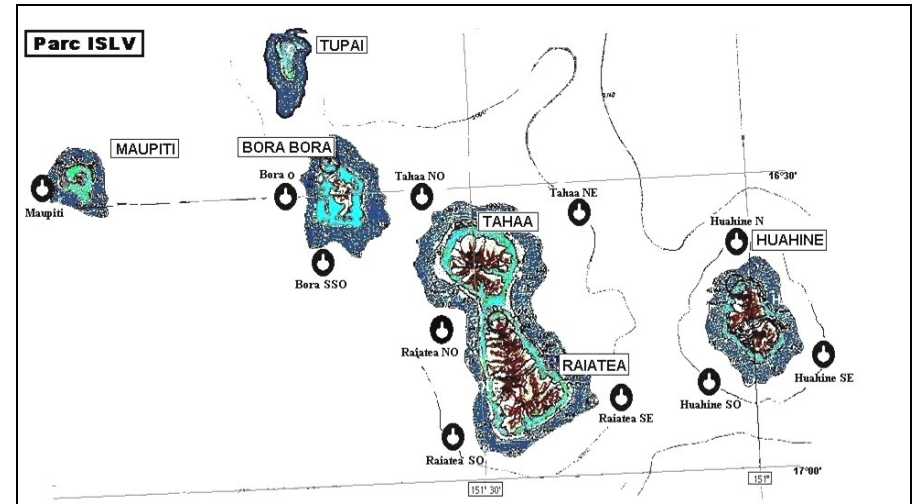 Parc ISLV
TUPAI
MAUPITI
BORA BORA
Bora o
Tahaa NO
Tahaa NE
16°30'
Maupiti
TAHAA
Huahine N
HUAHINE
Bora SSO
Raiatea NO
RAIATEA
Huahine SE
Huahine SO
Raiatea SE
Raiatea SO
17°00'
151° 30'
151°